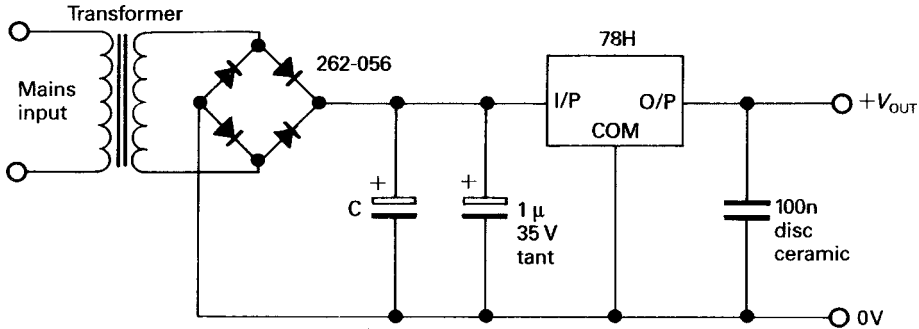 Transformer
Mains
input
262-056
78H
I/P
O/P
COM
+V_OUT
+
C
+
1 μ
35 V
tant
100n
disc
ceramic
0V